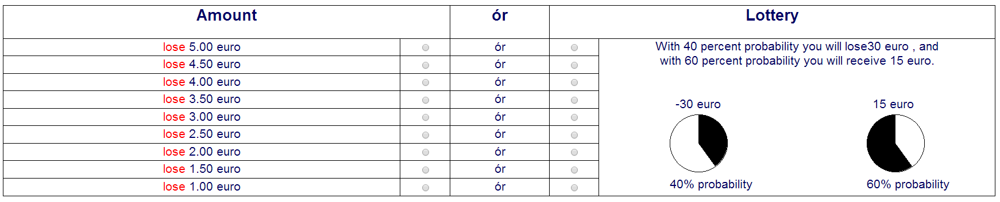 Amount ór Lottery
lose 5.00 euro ór With 40 percent probability you will lose30 euro , and
with 60 percent probability you will receive 15 euro.
lose 4.50 euro ór
lose 4.00 euro ór
lose 3.50 euro ór
lose 3.00 euro ór
lose 2.50 euro ór
lose 2.00 euro ór
lose 1.50 euro ór
lose 1.00 euro ór
-30 euro 15 euro
40% probability 60% probability